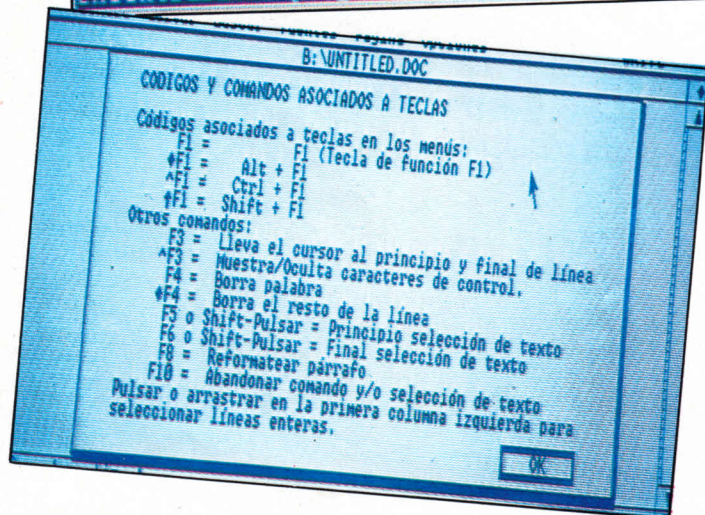 B:\UNTITLED.DOC
CODIGOS Y COMANDOS ASOCIADOS A TECLAS
Códigos asociados a teclas en los menús:
F1 = F1 (Tecla de función F1)
♦F1 = Alt + F1
^F1 = Ctrl + F1
↑F1 = Shift + F1
Otros comandos:
F3 = Lleva el cursor al principio y final de línea
^F3 = Muestra/Oculta caracteres de control.
F4 = Borra palabra
♦F4 = Borra el resto de la línea
F5 o Shift-Pulsar = Principio selección de texto
F6 o Shift-Pulsar = Final selección de texto
F8 = Reformatear párrafo
F10 = Abandonar comando y/o selección de texto
Pulsar o arrastrar en la primera columna izquierda para
seleccionar líneas enteras.
OK